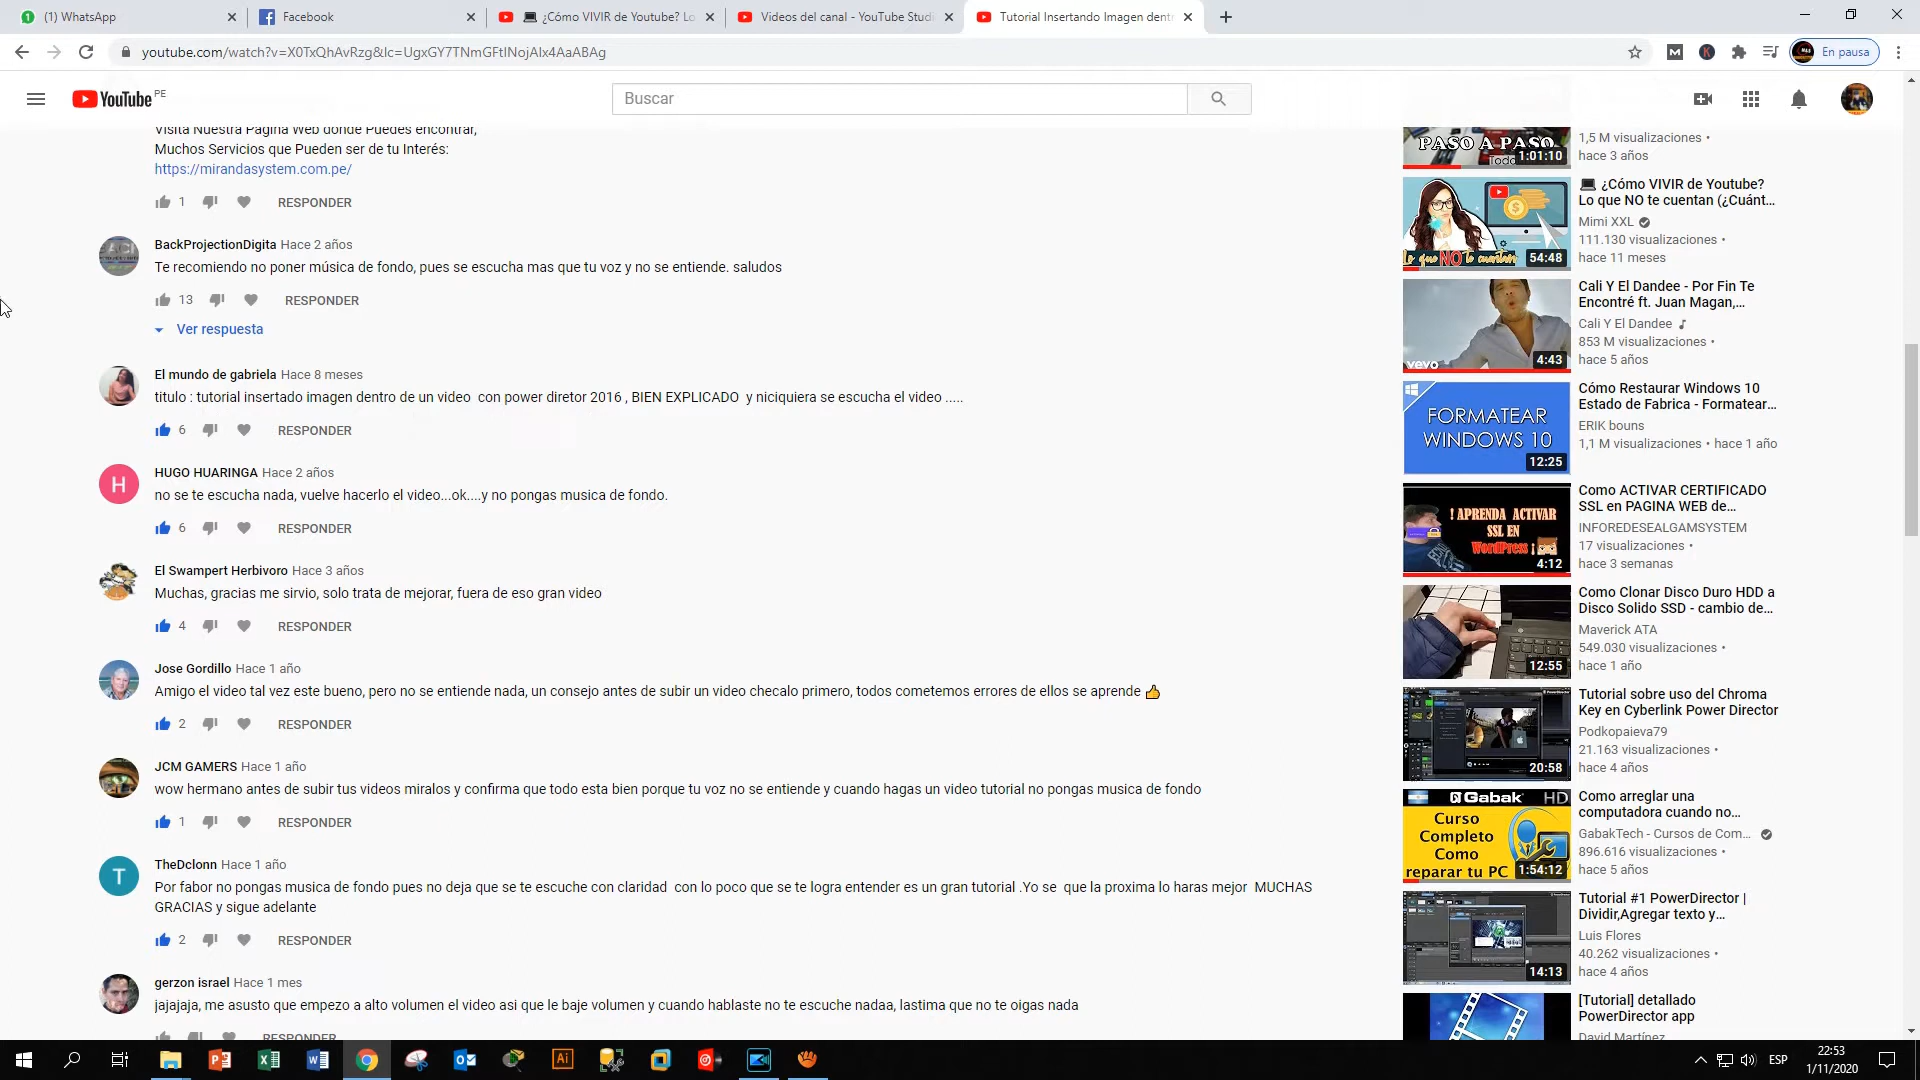 (1) WhatsApp
Facebook
¿Cómo VIVIR de Youtube? Lo
Videos del canal - YouTube Studi
Tutorial Insertando Imagen dent
youtube.com/watch?v=X0TxQhAvRzg&lc=UgxGY7TNmGFtINojAlx4AaABAg
En pausa
YouTube PE
Buscar
Visita Nuestra Pagina Web donde Puedes encontrar,
Muchos Servicios que Pueden ser de tu Interés:
https://mirandasystem.com.pe/
1 RESPONDER
BackProjectionDigita Hace 2 años
Te recomiendo no poner música de fondo, pues se escucha mas que tu voz y no se entiende. saludos
13 RESPONDER
Ver respuesta
El mundo de gabriela Hace 8 meses
titulo : tutorial insertado imagen dentro de un video con power diretor 2016 , BIEN EXPLICADO y niciquiera se escucha el video .....
6 RESPONDER
H
HUGO HUARINGA Hace 2 años
no se te escucha nada, vuelve hacerlo el video...ok....y no pongas musica de fondo.
6 RESPONDER
El Swampert Herbivoro Hace 3 años
Muchas, gracias me sirvio, solo trata de mejorar, fuera de eso gran video
4 RESPONDER
Jose Gordillo Hace 1 año
Amigo el video tal vez este bueno, pero no se entiende nada, un consejo antes de subir un video checalo primero, todos cometemos errores de ellos se aprende 👍
2 RESPONDER
JCM GAMERS Hace 1 año
wow hermano antes de subir tus videos miralos y confirma que todo esta bien porque tu voz no se entiende y cuando hagas un video tutorial no pongas musica de fondo
1 RESPONDER
T
TheDclonn Hace 1 año
Por fabor no pongas musica de fondo pues no deja que se te escuche con claridad con lo poco que se te logra entender es un gran tutorial .Yo se que la proxima lo haras mejor MUCHAS
GRACIAS y sigue adelante
2 RESPONDER
gerzon israel Hace 1 mes
jajajaja, me asusto que empezo a alto volumen el video asi que le baje volumen y cuando hablaste no te escuche nadaa, lastima que no te oigas nada
RESPONDER
PASO A PASO
Todo
1:01:10
1,5 M visualizaciones •
hace 3 años
Lo que NO te cuentan
54:48
¿Cómo VIVIR de Youtube?
Lo que NO te cuentan (¿Cuánt...
Mimi XXL
111.130 visualizaciones •
hace 11 meses
vevo
4:43
Cali Y El Dandee - Por Fin Te
Encontré ft. Juan Magan,...
Cali Y El Dandee
853 M visualizaciones •
hace 5 años
FORMATEAR
WINDOWS 10
12:25
Cómo Restaurar Windows 10
Estado de Fabrica - Formatear...
ERIK bouns
1,1 M visualizaciones • hace 1 año
! APRENDA ACTIVAR
SSL EN
WordPress ¡
4:12
Como ACTIVAR CERTIFICADO
SSL en PAGINA WEB de...
INFOREDESEALGAMSYSTEM
17 visualizaciones •
hace 3 semanas
12:55
Como Clonar Disco Duro HDD a
Disco Solido SSD - cambio de...
Maverick ATA
549.030 visualizaciones •
hace 1 año
20:58
Tutorial sobre uso del Chroma
Key en Cyberlink Power Director
Podkopaieva79
21.163 visualizaciones •
hace 4 años
Gabak HD
Curso
Completo
Como
reparar tu PC
1:54:12
Como arreglar una
computadora cuando no...
GabakTech - Cursos de Com...
896.616 visualizaciones •
hace 5 años
14:13
Tutorial #1 PowerDirector |
Dividir,Agregar texto y...
Luis Flores
40.262 visualizaciones •
hace 4 años
[Tutorial] detallado
PowerDirector app
David Martínez
ESP
22:53
1/11/2020